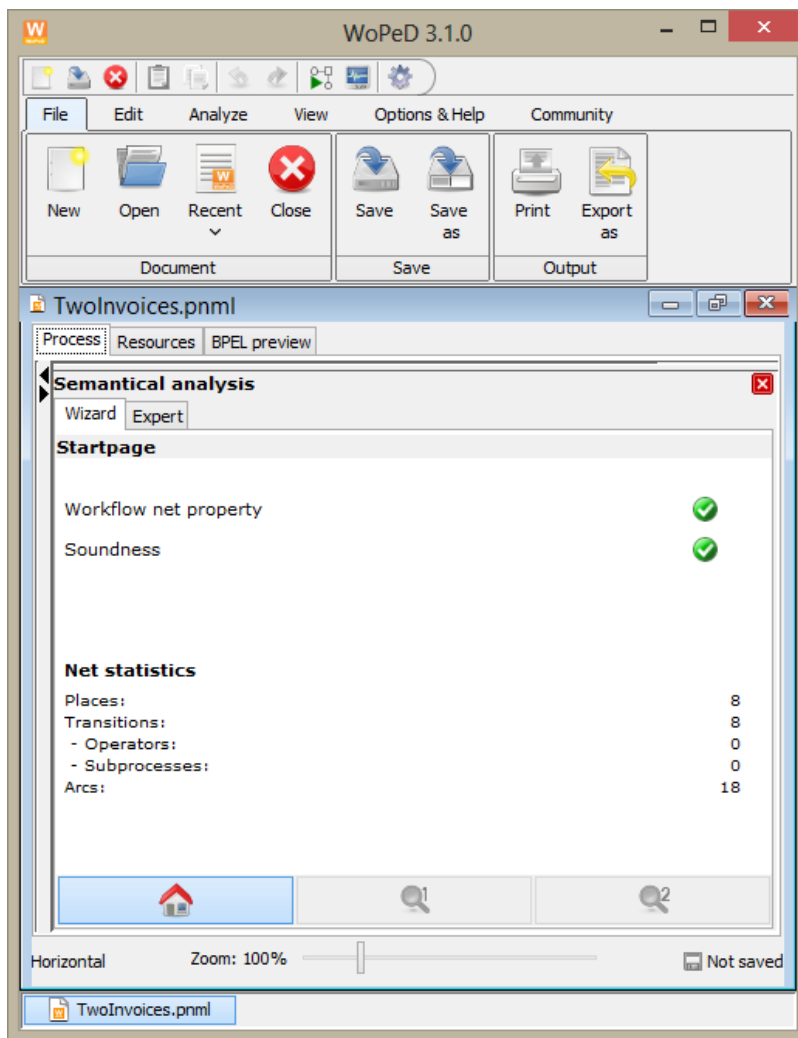 WoPeD 3.1.0
File Edit Analyze View Options & Help Community
New Open Recent Close Save Save as Print Export as
Document Save Output
TwoInvoices.pnml
Process Resources BPEL preview
Semantical analysis
Wizard Expert
Startpage
Workflow net property
Soundness
Net statistics
Places: 8
Transitions: 8
- Operators: 0
- Subprocesses: 0
Arcs: 18
1 2
Horizontal Zoom: 100% Not saved
TwoInvoices.pnml